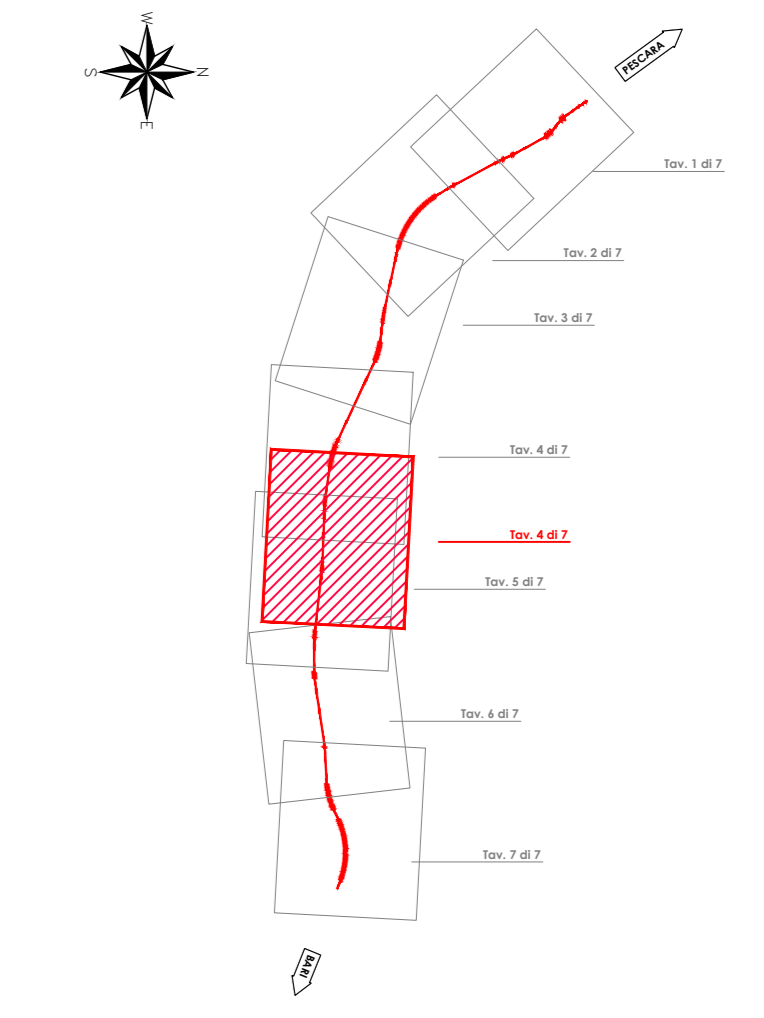 W
S
N
E
PESCARA
Tav. 1 di 7
Tav. 2 di 7
Tav. 3 di 7
Tav. 4 di 7
Tav. 4 di 7
Tav. 5 di 7
Tav. 6 di 7
Tav. 7 di 7
BARI